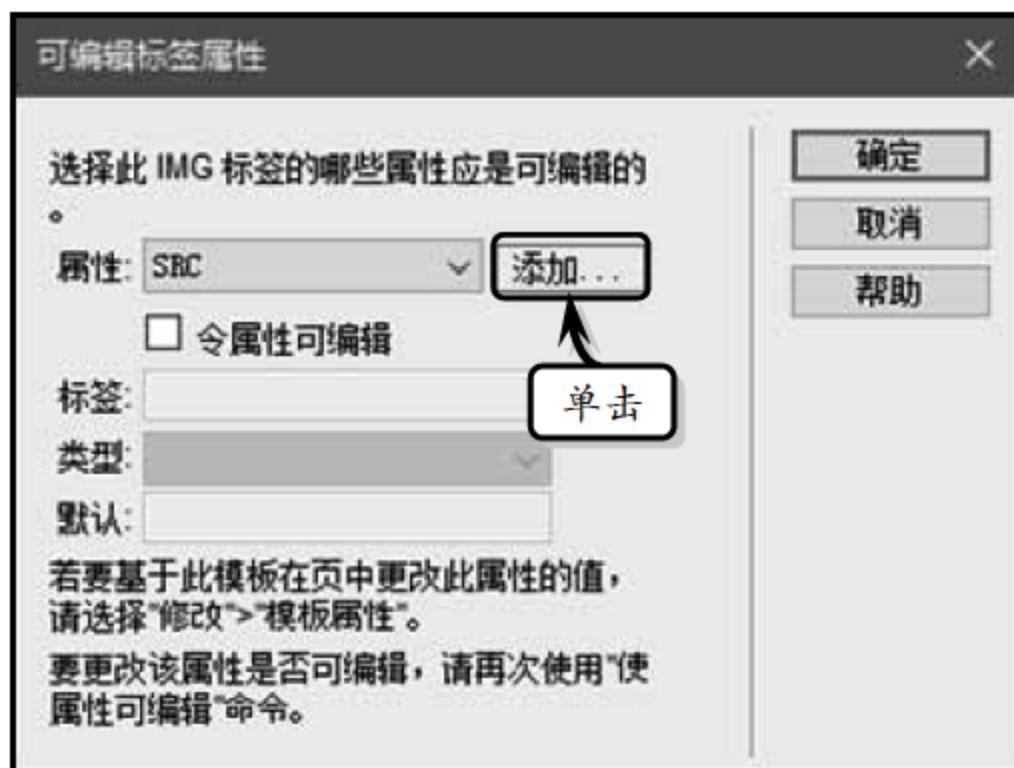 可编辑标签属性
选择此 IMG 标签的哪些属性应是可编辑的
。
属性: SRC 添加...
令属性可编辑
标签:
类型:
默认:
若要基于此模板在页中更改此属性的值，
请选择"修改">"模板属性"。
要更改该属性是否可编辑，请再次使用"使
属性可编辑"命令。
确定
取消
帮助
单击